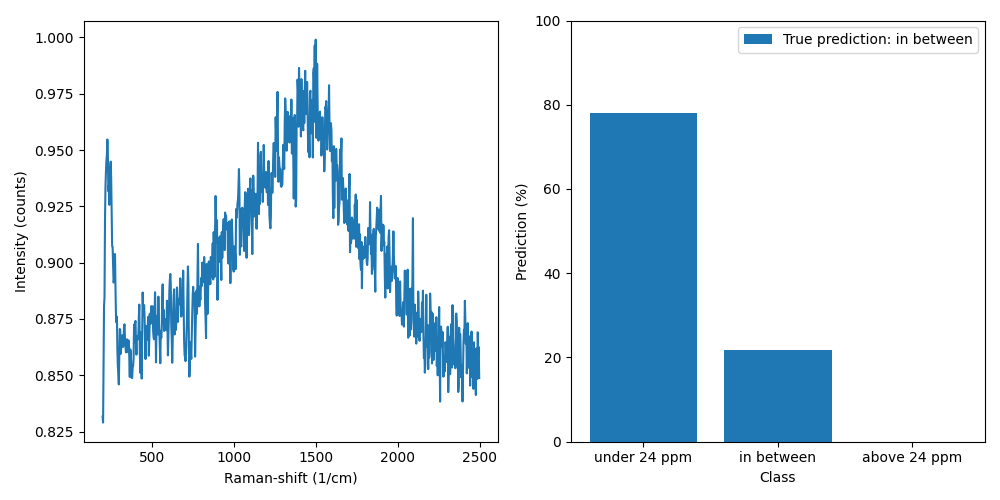 1.000
0.975
0.950
0.925
0.900
0.875
0.850
0.825
Intensity (counts)
500
1000
1500
2000
2500
Raman-shift (1/cm)
100
80
60
40
20
0
Prediction (%)
True prediction: in between
under 24 ppm
in between
above 24 ppm
Class